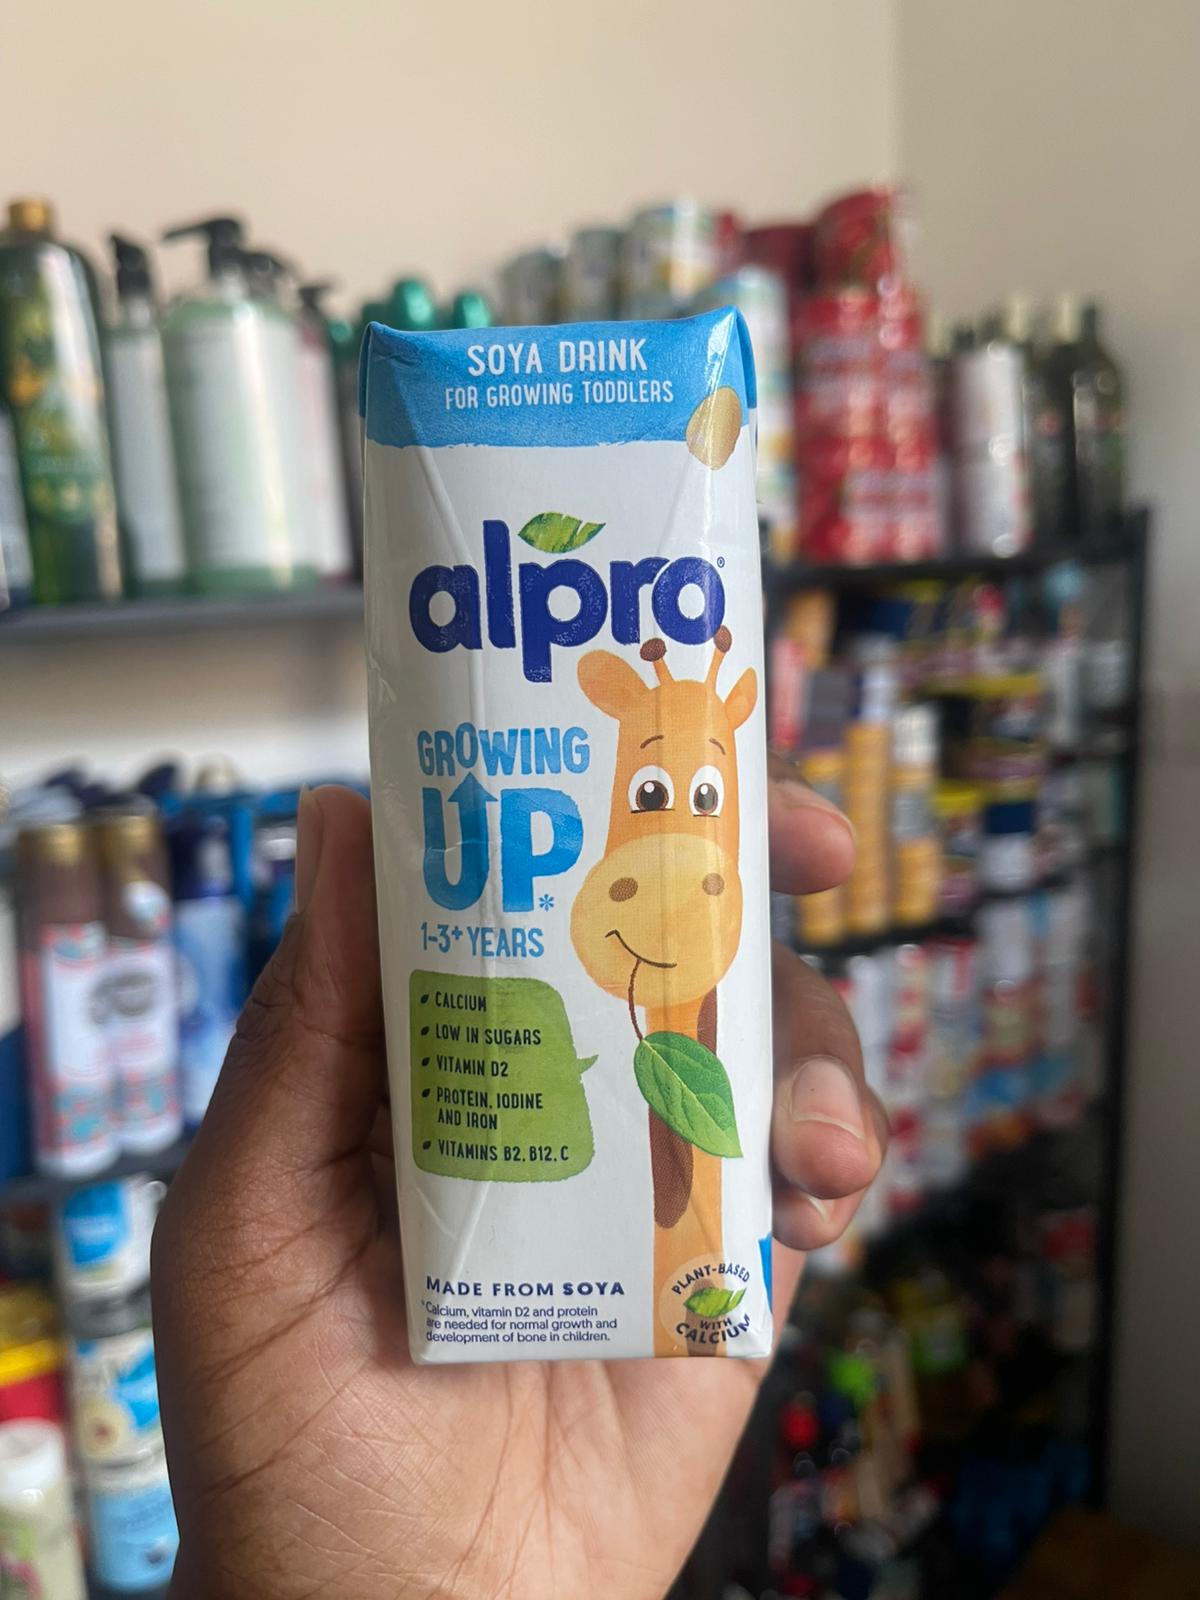 SOYA DRINK
FOR GROWING TODDLERS
alpro®
GROWING
UP*
1-3+ YEARS
CALCIUM
LOW IN SUGARS
VITAMIN D2
PROTEIN, IODINE
AND IRON
VITAMINS B2, B12, C
MADE FROM SOYA
*Calcium, vitamin D2 and protein
are needed for normal growth and
development of bone in children.
PLANT-BASED
WITH
CALCIUM